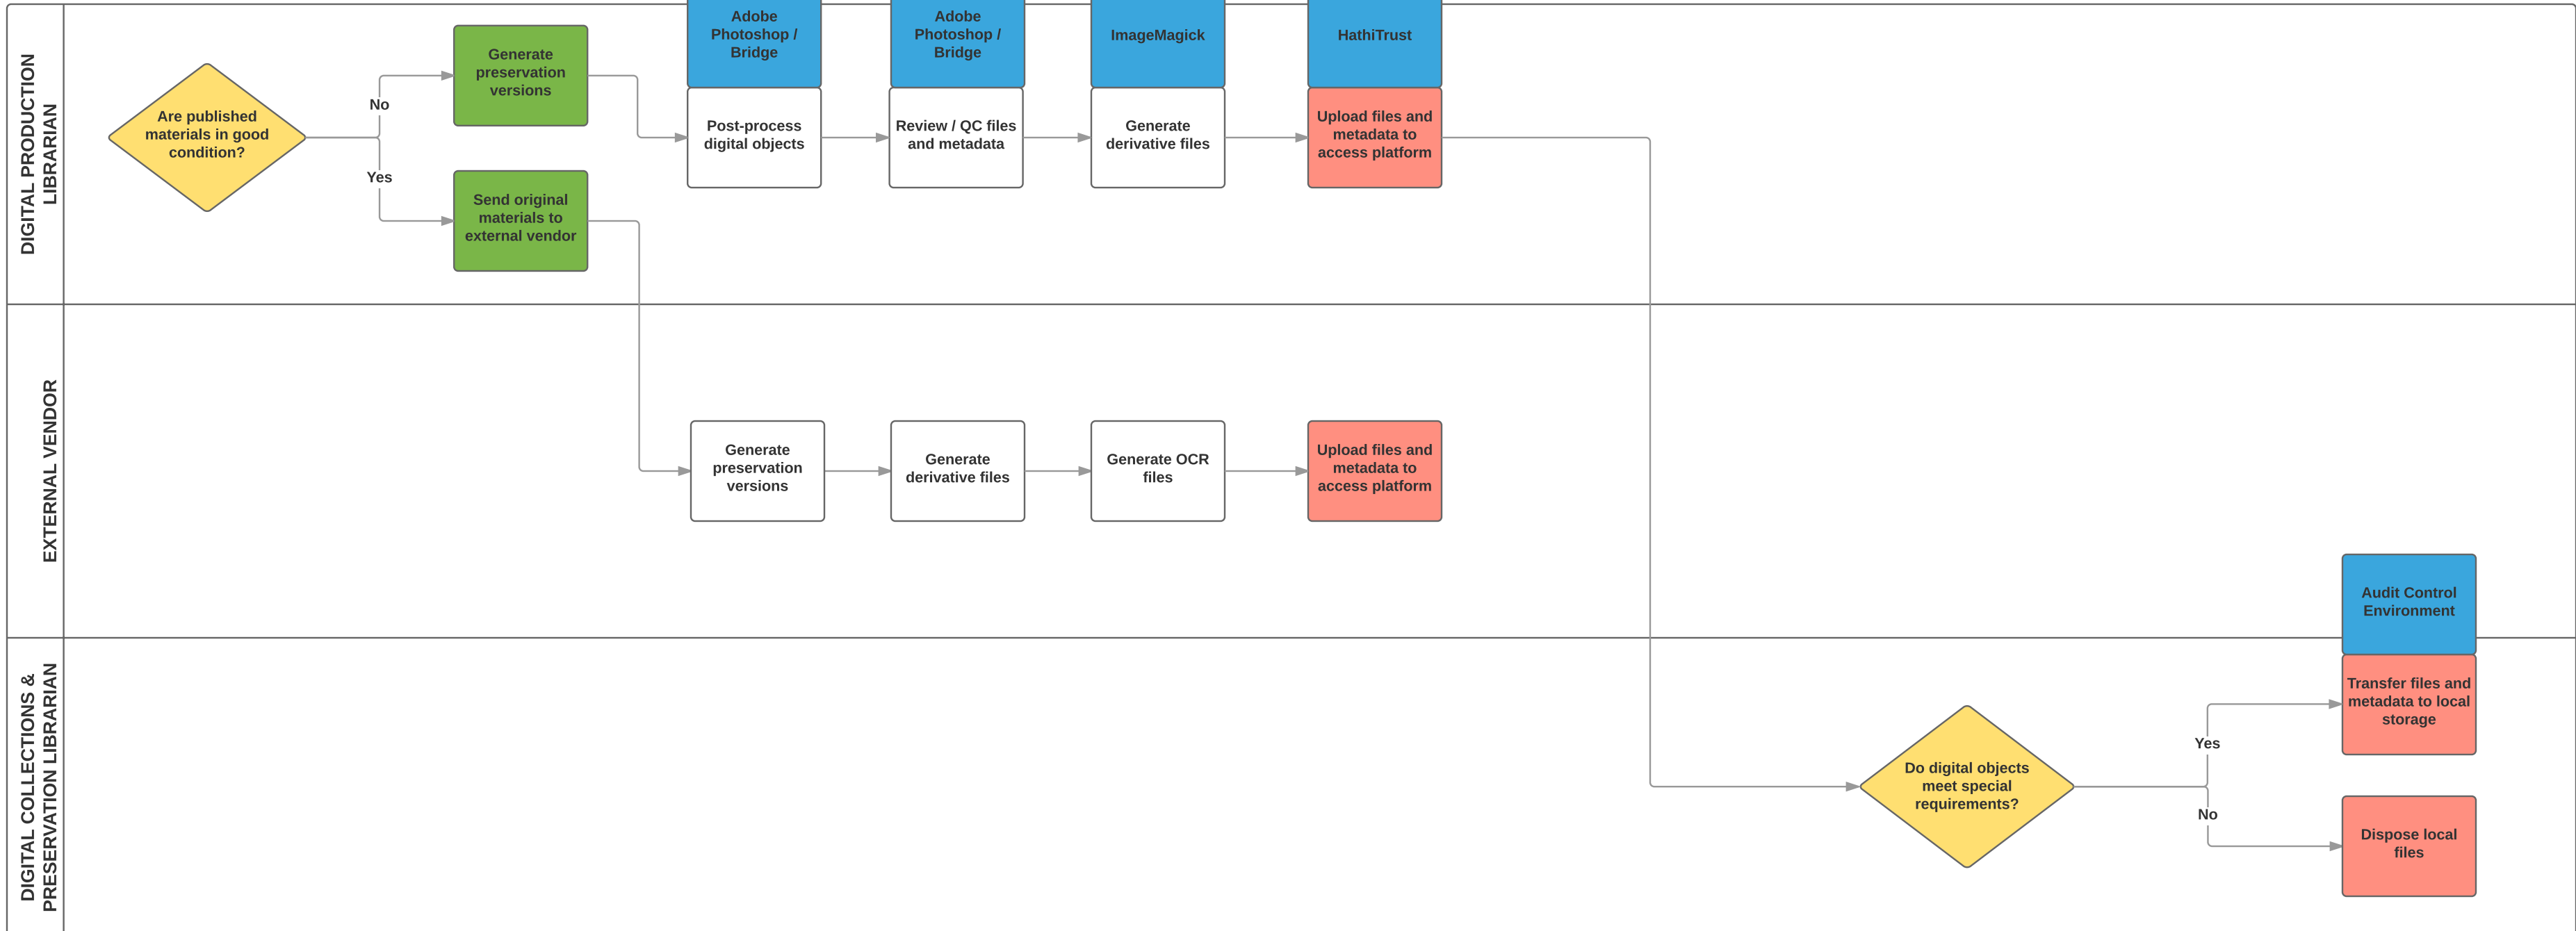 DIGITAL PRODUCTION
LIBRARIAN
Are published
materials in good
condition?
No
Yes
Generate
preservation
versions
Send original
materials to
external vendor
Adobe
Photoshop /
Bridge
Post-process
digital objects
Adobe
Photoshop /
Bridge
Review / QC files
and metadata
ImageMagick
Generate
derivative files
HathiTrust
Upload files and
metadata to
access platform
EXTERNAL VENDOR
Generate
preservation
versions
Generate
derivative files
Generate OCR
files
Upload files and
metadata to
access platform
DIGITAL COLLECTIONS &
PRESERVATION LIBRARIAN
Do digital objects
meet special
requirements?
Yes
No
Audit Control
Environment
Transfer files and
metadata to local
storage
Dispose local
files